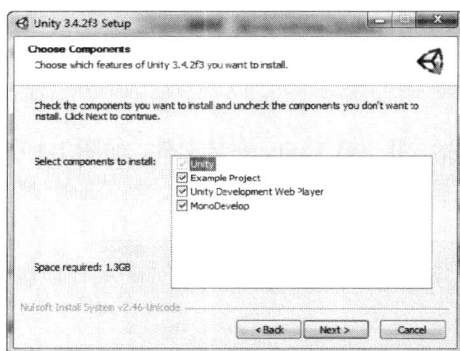 Unity 3.4.2f3 Setup
Choose Components
Choose which features of Unity 3.4.2f3 you want to install.
Check the components you want to install and uncheck the components you don't want to
install. Click Next to continue.
Select components to install:
Unity
Example Project
Unity Development Web Player
MonoDevelop
Space required: 1.3GB
Nullsoft Install System v2.46-Unicode
< Back
Next >
Cancel